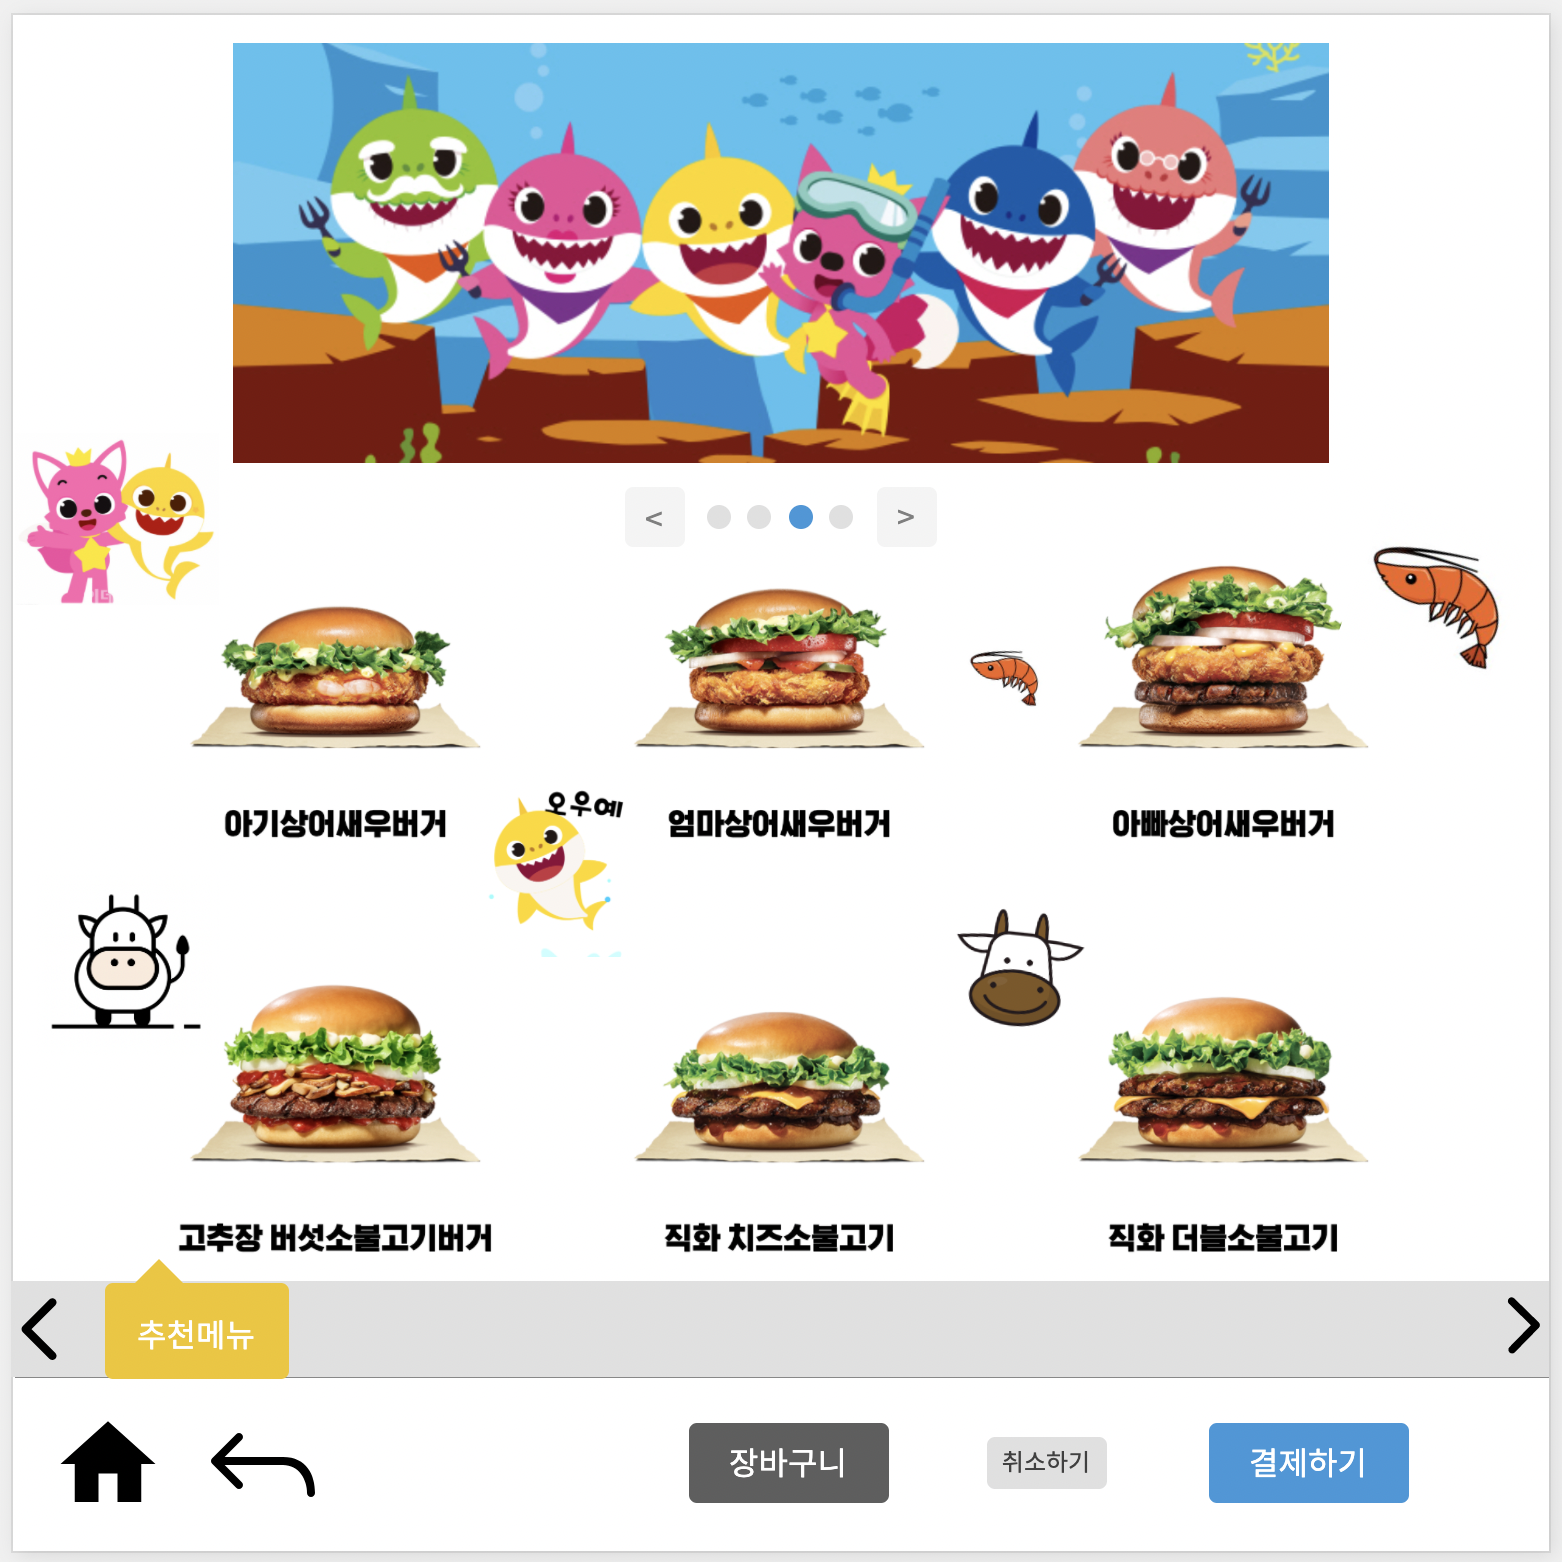 < >
아기상어새우버거
오우예
엄마상어새우버거
아빠상어새우버거
고추장 버섯소불고기버거
직화 치즈소불고기
직화 더블소불고기
추천메뉴
장바구니
취소하기
결제하기